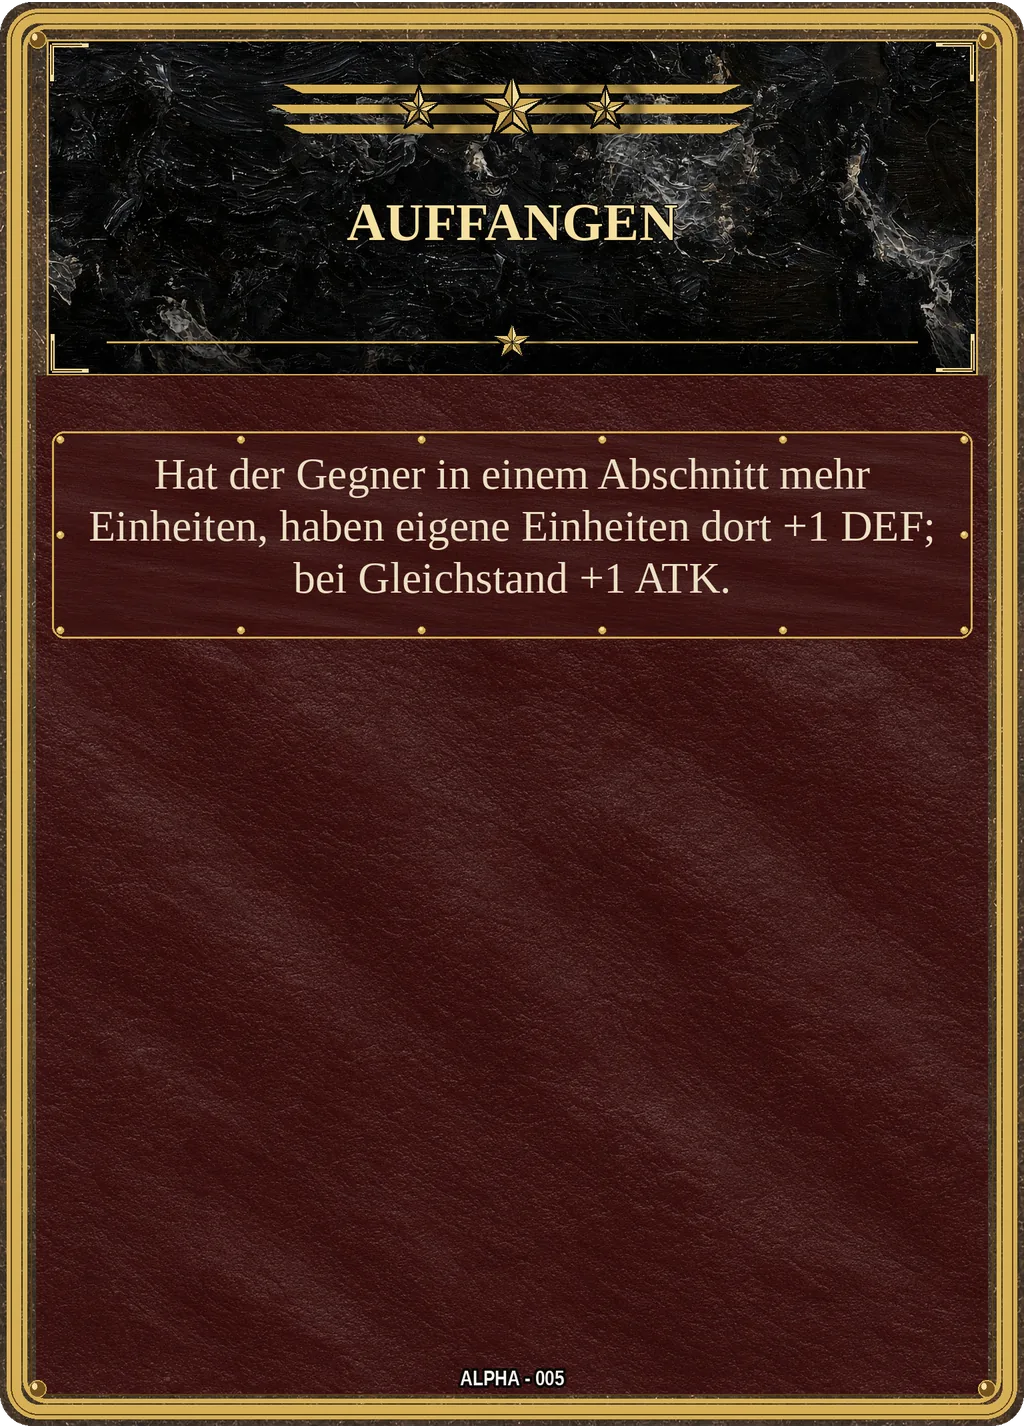 AUFFANGEN
Hat der Gegner in einem Abschnitt mehr
Einheiten, haben eigene Einheiten dort +1 DEF;
bei Gleichstand +1 ATK.
ALPHA - 005